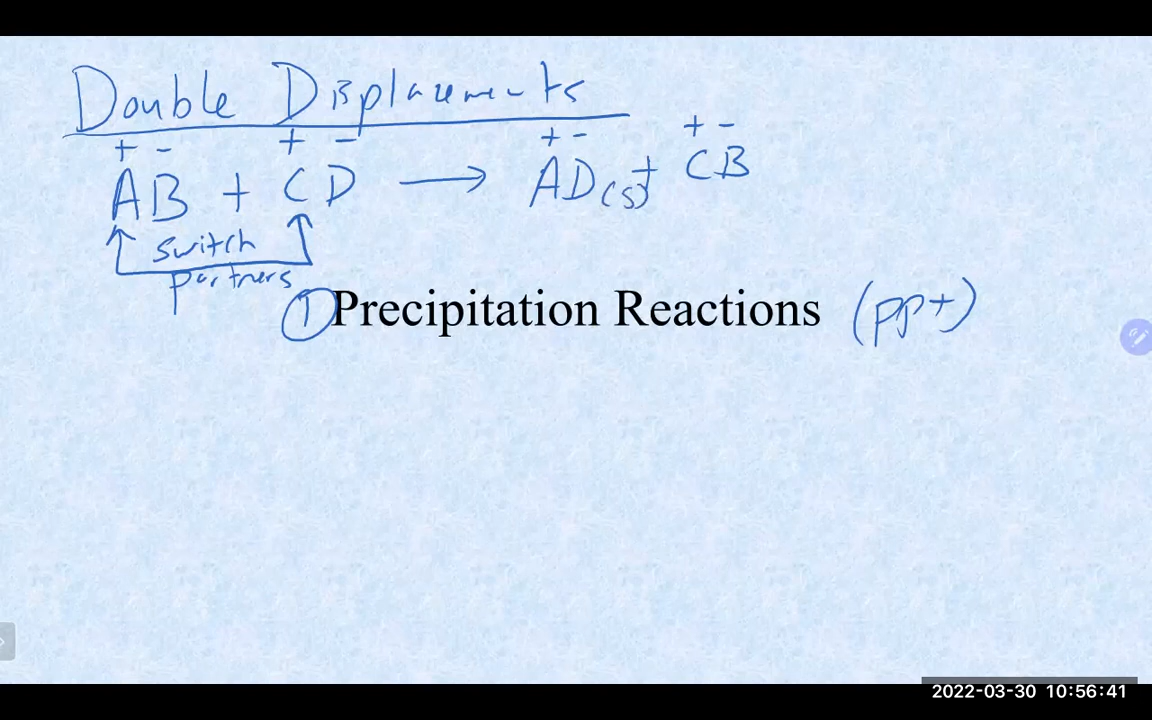 Double Displacements
+ - + - + - + -
AB + CD → AD(s) + CB
switch
partners
① Precipitation Reactions (ppt)
2022-03-30 10:56:41